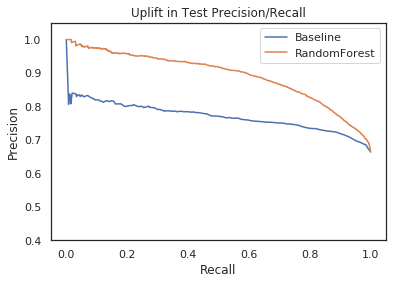 Uplift in Test Precision/Recall
Baseline
RandomForest
Precision
1.0
0.9
0.8
0.7
0.6
0.5
0.4
0.0 0.2 0.4 0.6 0.8 1.0
Recall